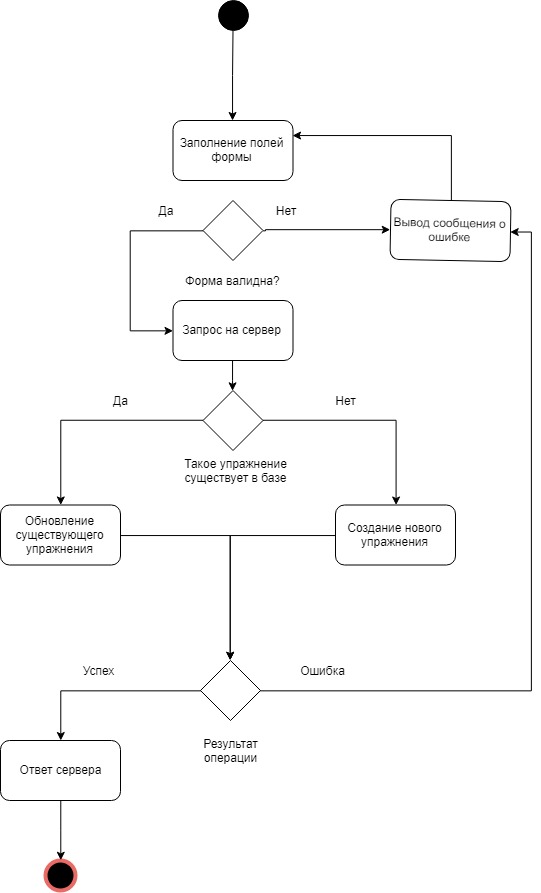 Заполнение полей
формы
Да
Нет
Вывод сообщения о
ошибке
Форма валидна?
Запрос на сервер
Да
Нет
Такое упражнение
существует в базе
Обновление
существующего
упражнения
Создание нового
упражнения
Успех
Ошибка
Результат
операции
Ответ сервера